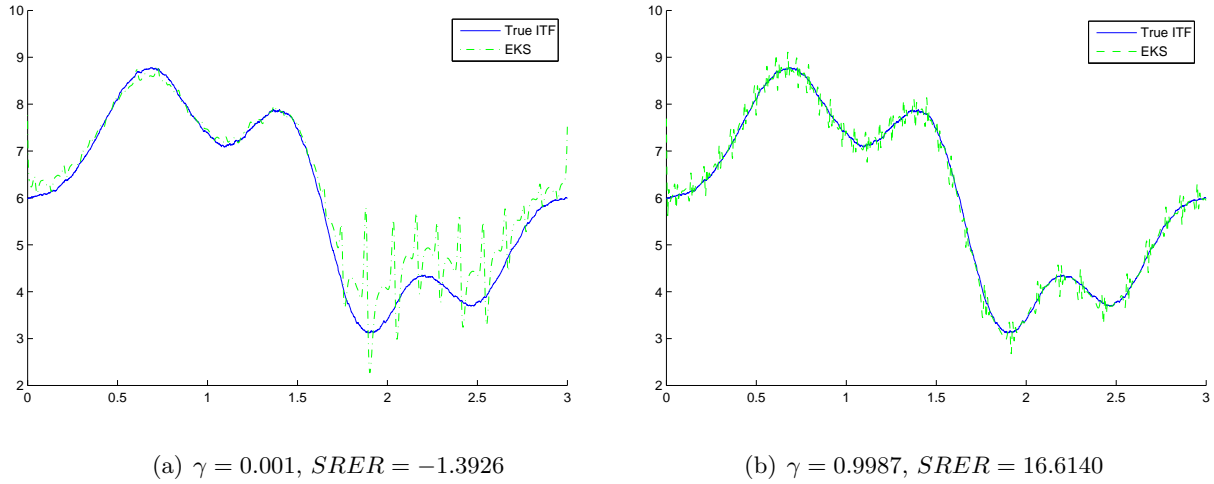 10
9
8
7
6
5
4
3
2
0 0.5 1 1.5 2 2.5 3
True ITF
EKS
10
9
8
7
6
5
4
3
2
0 0.5 1 1.5 2 2.5 3
True ITF
EKS
(a) γ = 0.001, SRER = −1.3926
(b) γ = 0.9987, SRER = 16.6140